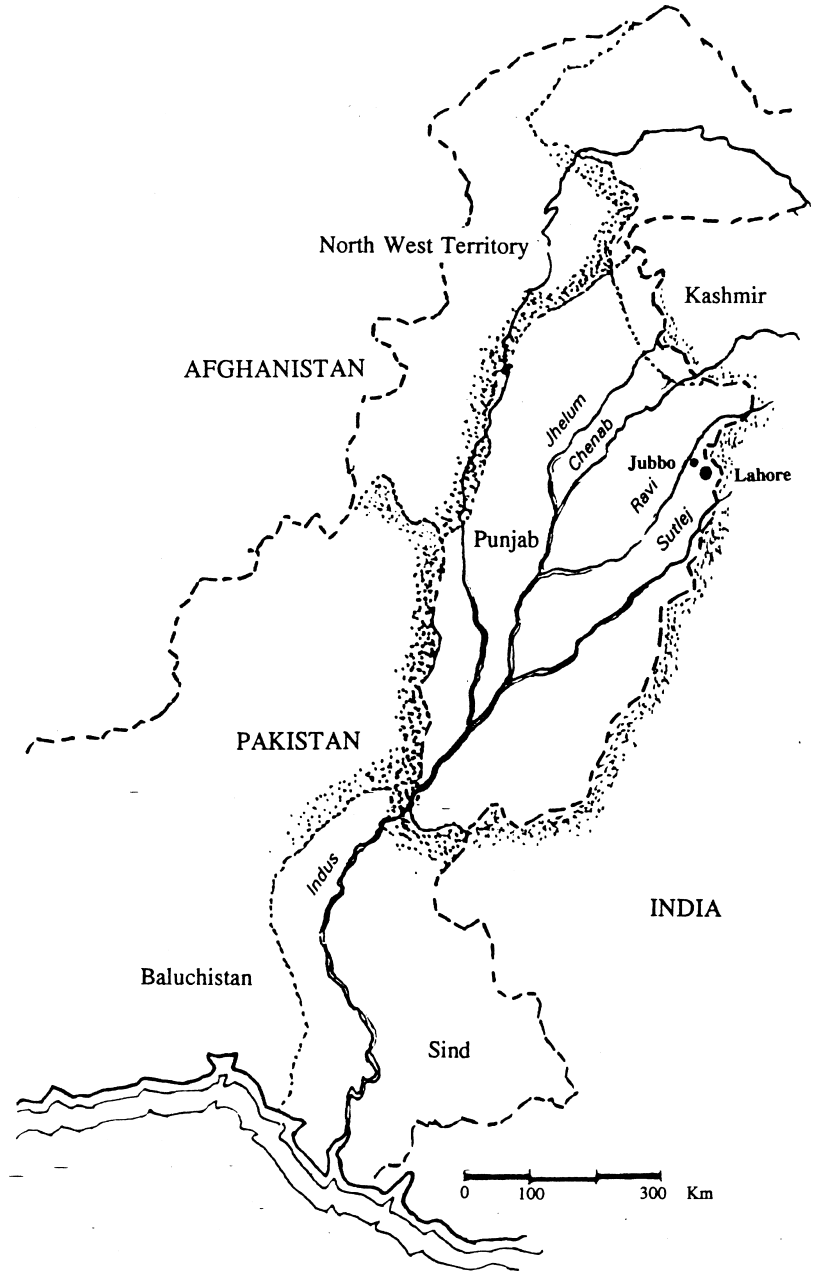 North West Territory
Kashmir
AFGHANISTAN
Jhelum
Chenab
Jubbo
Lahore
Ravi
Sutlej
Punjab
PAKISTAN
Indus
INDIA
Baluchistan
Sind
0 100 300 Km